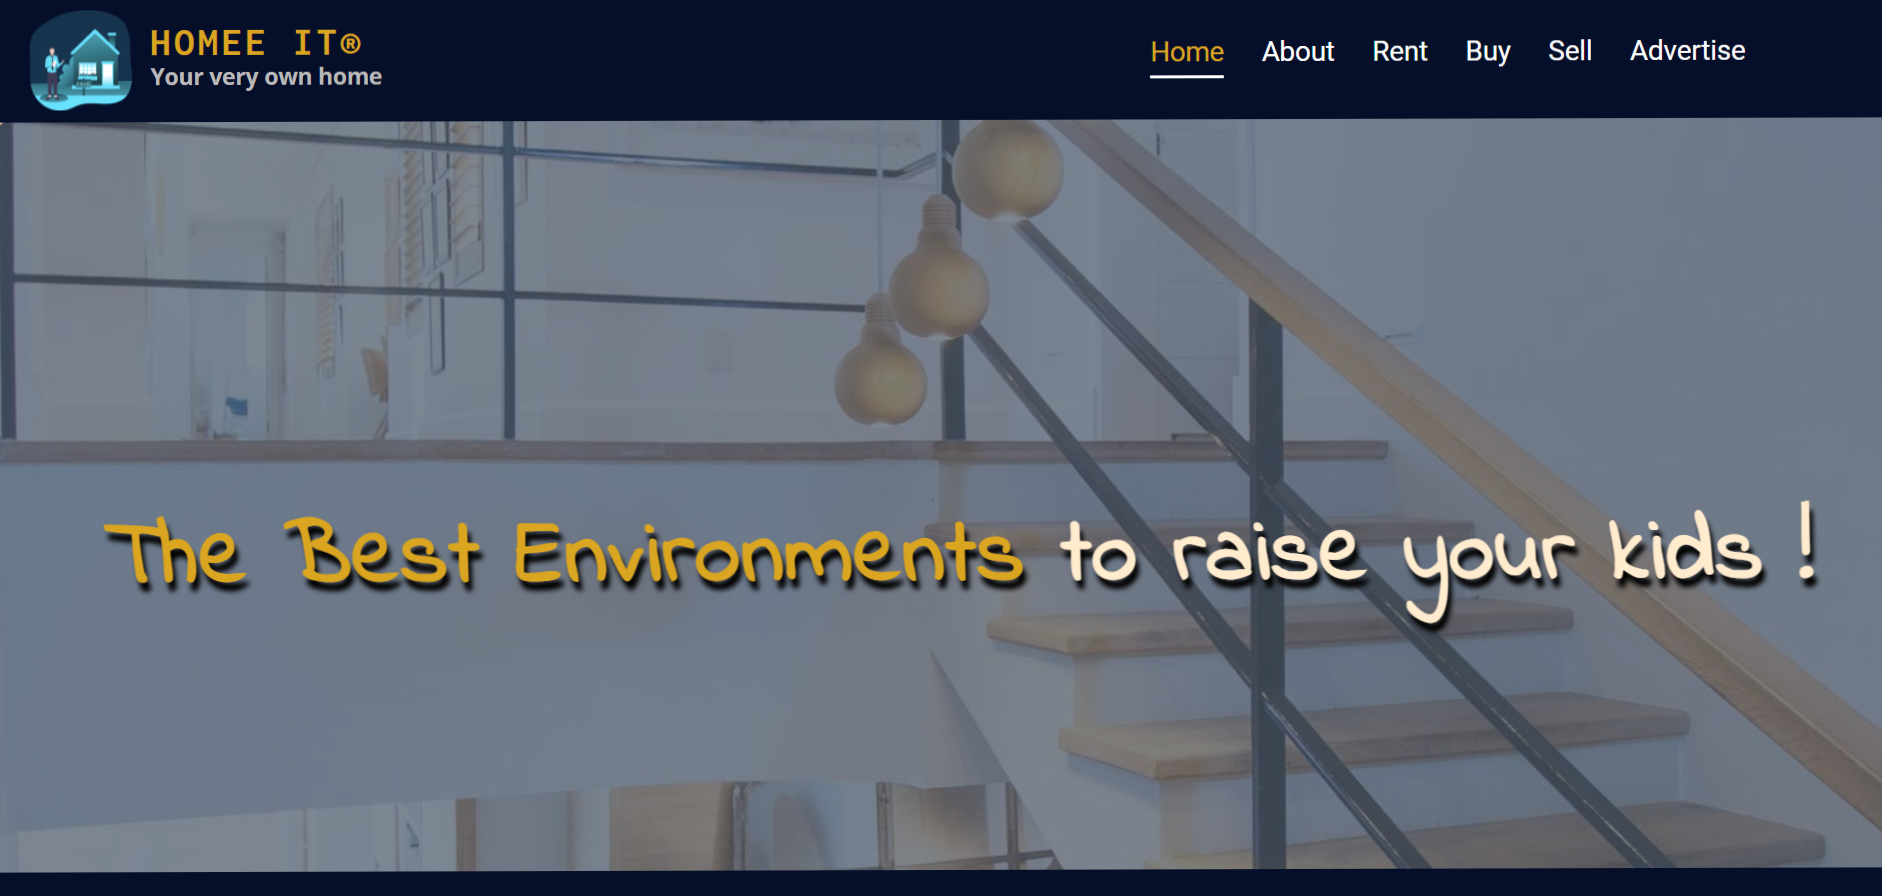 HOMEE IT®
Your very own home
Home About Rent Buy Sell Advertise
The Best Environments to raise your kids !